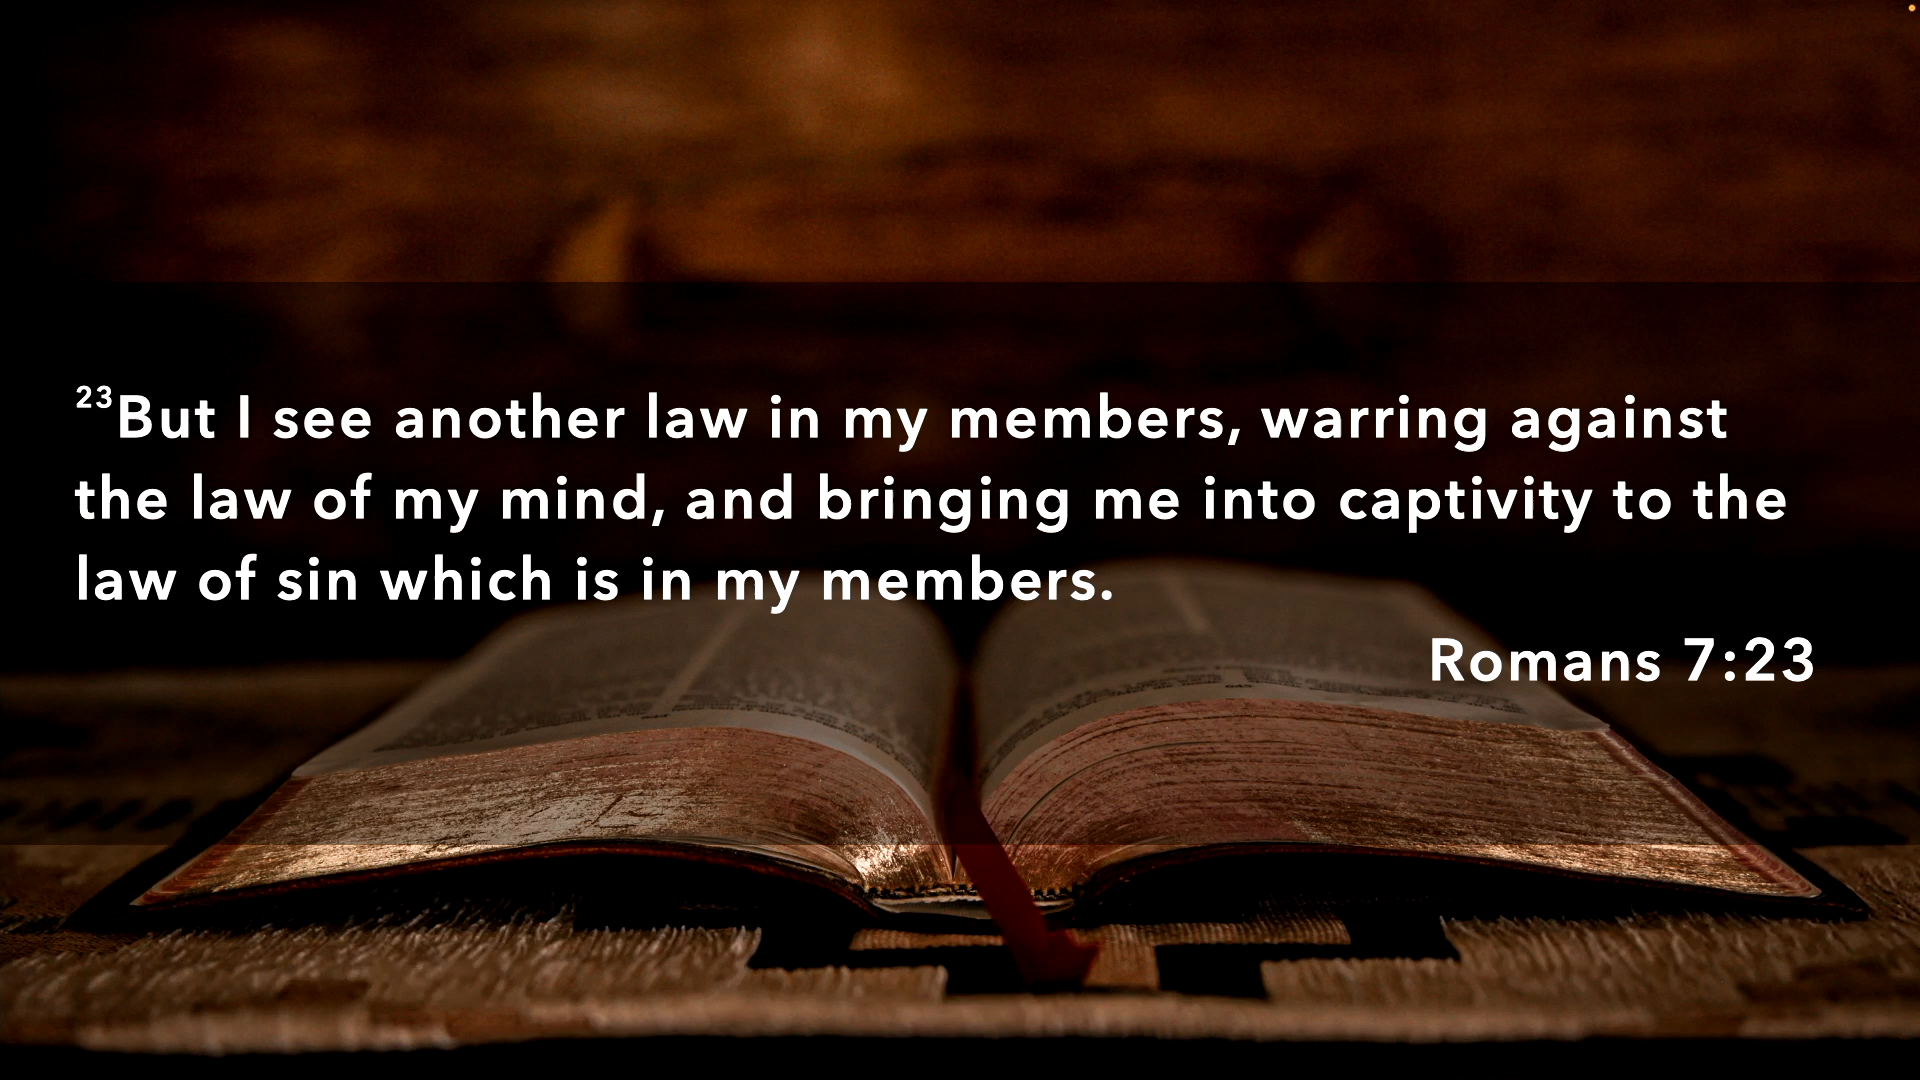 ²³But I see another law in my members, warring against
the law of my mind, and bringing me into captivity to the
law of sin which is in my members.
Romans 7:23